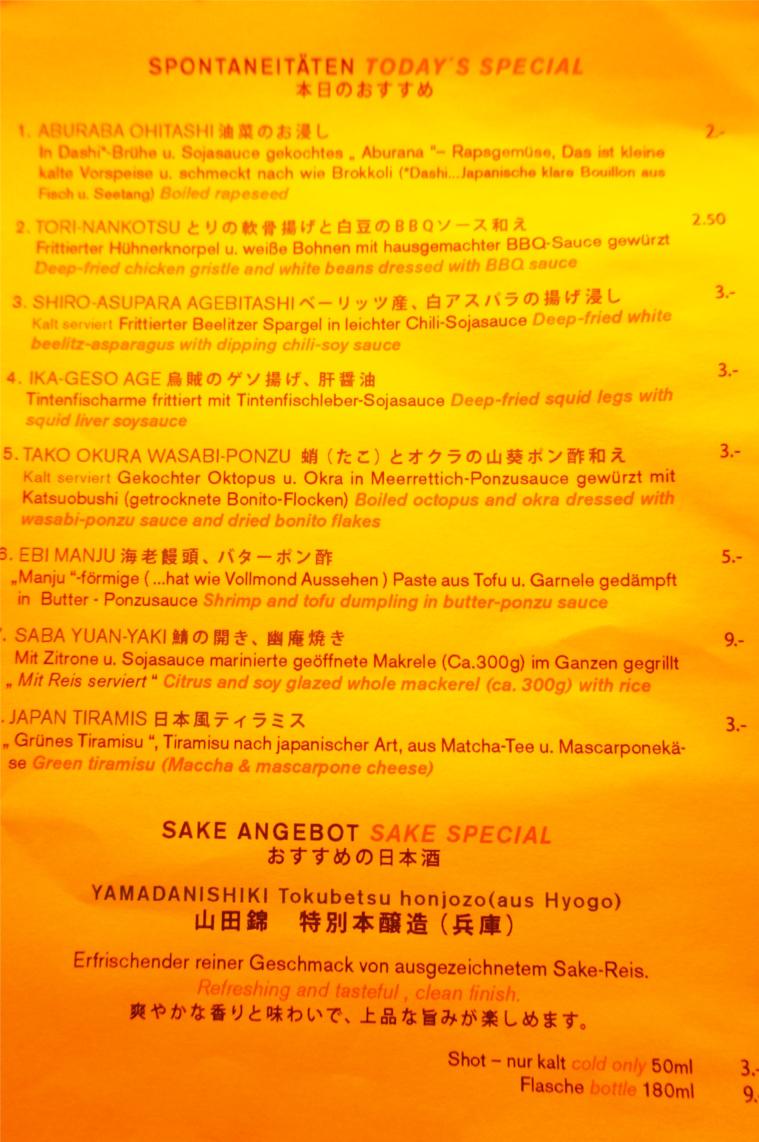 SPONTANEITÄTEN TODAY'S SPECIAL
本日のおすすめ
1. ABURABA OHITASHI 油菜のお浸し 2.-
In Dashi*-Brühe u. Sojasauce gekochtes „ Aburana "– Rapsgemüse, Das ist kleine
kalte Vorspeise u. schmeckt nach wie Brokkoli (*Dashi...Japanische klare Bouillon aus
Fisch u. Seetang) Boiled rapeseed
2. TORI-NANKOTSU とりの軟骨揚げと白豆のBBQソース和え 2.50
Frittierter Hühnerknorpel u. weiße Bohnen mit hausgemachter BBQ-Sauce gewürzt
Deep-fried chicken gristle and white beans dressed with BBQ sauce
3. SHIRO-ASUPARA AGEBITASHI ベーリッツ産、白アスパラの揚げ浸し 3.-
Kalt serviert Frittierter Beelitzer Spargel in leichter Chili-Sojasauce Deep-fried white
beelitz-asparagus with dipping chili-soy sauce
4. IKA-GESO AGE 烏賊のゲソ揚げ、肝醤油 3.-
Tintenfischarme frittiert mit Tintenfischleber-Sojasauce Deep-fried squid legs with
squid liver soysauce
5. TAKO OKURA WASABI-PONZU 蛸（たこ）とオクラの山葵ポン酢和え 3.-
Kalt serviert Gekochter Oktopus u. Okra in Meerrettich-Ponzusauce gewürzt mit
Katsuobushi (getrocknete Bonito-Flocken) Boiled octopus and okra dressed with
wasabi-ponzu sauce and dried bonito flakes
6. EBI MANJU 海老饅頭、バターポン酢 5.-
„Manju "-förmige ( ...hat wie Vollmond Aussehen ) Paste aus Tofu u. Garnele gedämpft
in Butter - Ponzusauce Shrimp and tofu dumpling in butter-ponzu sauce
. SABA YUAN-YAKI 鯖の開き、幽庵焼き 9.-
Mit Zitrone u. Sojasauce marinierte geöffnete Makrele (Ca.300g) im Ganzen gegrillt
„ Mit Reis serviert " Citrus and soy glazed whole mackerel (ca. 300g) with rice
. JAPAN TIRAMIS 日本風ティラミス 3.-
„ Grünes Tiramisu ", Tiramisu nach japanischer Art, aus Matcha-Tee u. Mascarponekä-
se Green tiramisu (Maccha & mascarpone cheese)
SAKE ANGEBOT SAKE SPECIAL
おすすめの日本酒
YAMADANISHIKI Tokubetsu honjozo(aus Hyogo)
山田錦 特別本醸造（兵庫）
Erfrischender reiner Geschmack von ausgezeichnetem Sake-Reis.
Refreshing and tasteful , clean finish.
爽やかな香りと味わいで、上品な旨みが楽しめます。
Shot – nur kalt cold only 50ml 3.-
Flasche bottle 180ml 9.